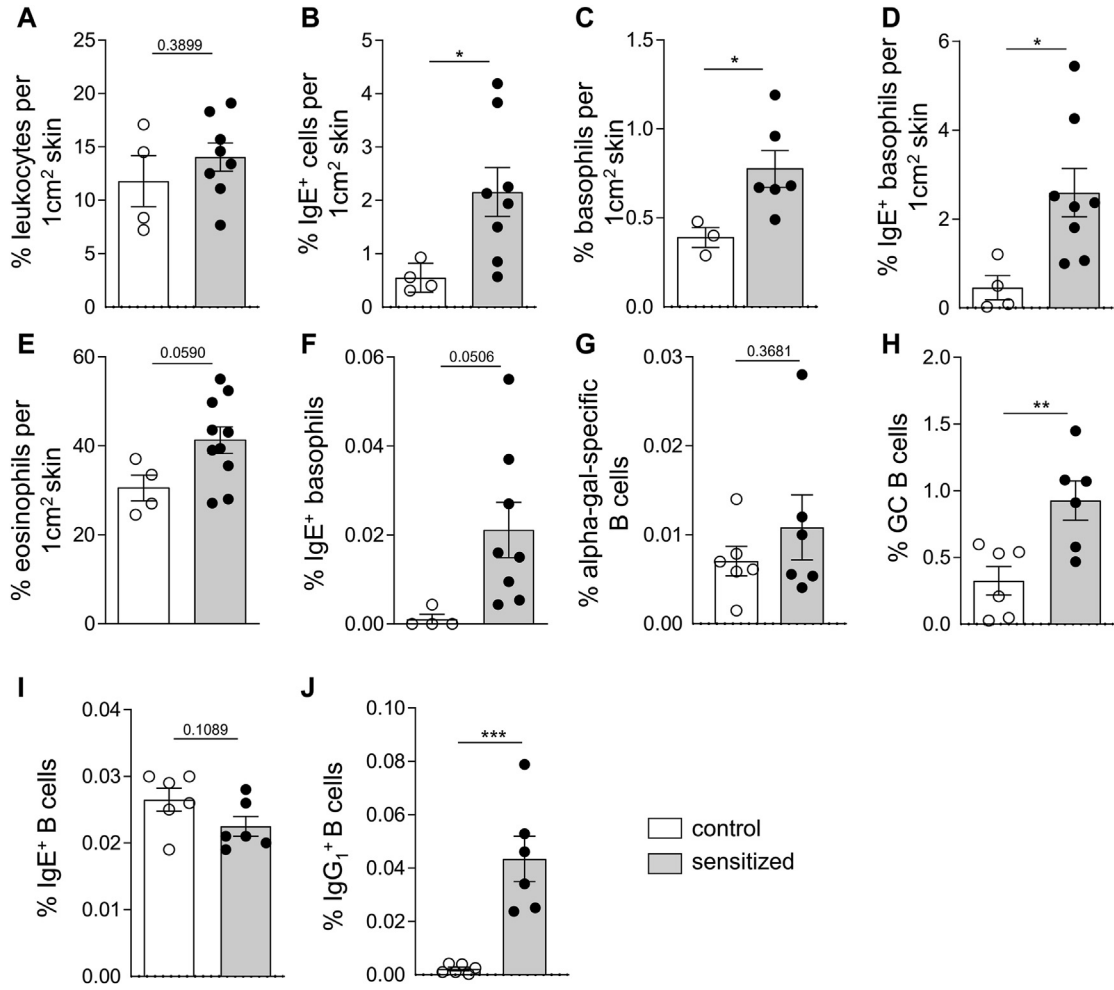 A
% leukocytes per
1cm² skin
25
20
15
10
5
0
0.3899
B
% IgE⁺ cells per
1cm² skin
5
4
3
2
1
0
*
C
% basophils per
1cm² skin
1.5
1.0
0.5
0.0
*
D
% IgE⁺ basophils per
1cm² skin
6
4
2
0
*
E
% eosinophils per
1cm² skin
60
40
20
0
0.0590
F
% IgE⁺ basophils
0.06
0.04
0.02
0.00
0.0506
G
% alpha-gal-specific
B cells
0.03
0.02
0.01
0.00
0.3681
H
% GC B cells
2.0
1.5
1.0
0.5
0.0
**
I
% IgE⁺ B cells
0.04
0.03
0.02
0.01
0.00
0.1089
J
% IgG₁⁺ B cells
0.10
0.08
0.06
0.04
0.02
0.00
***
control
sensitized